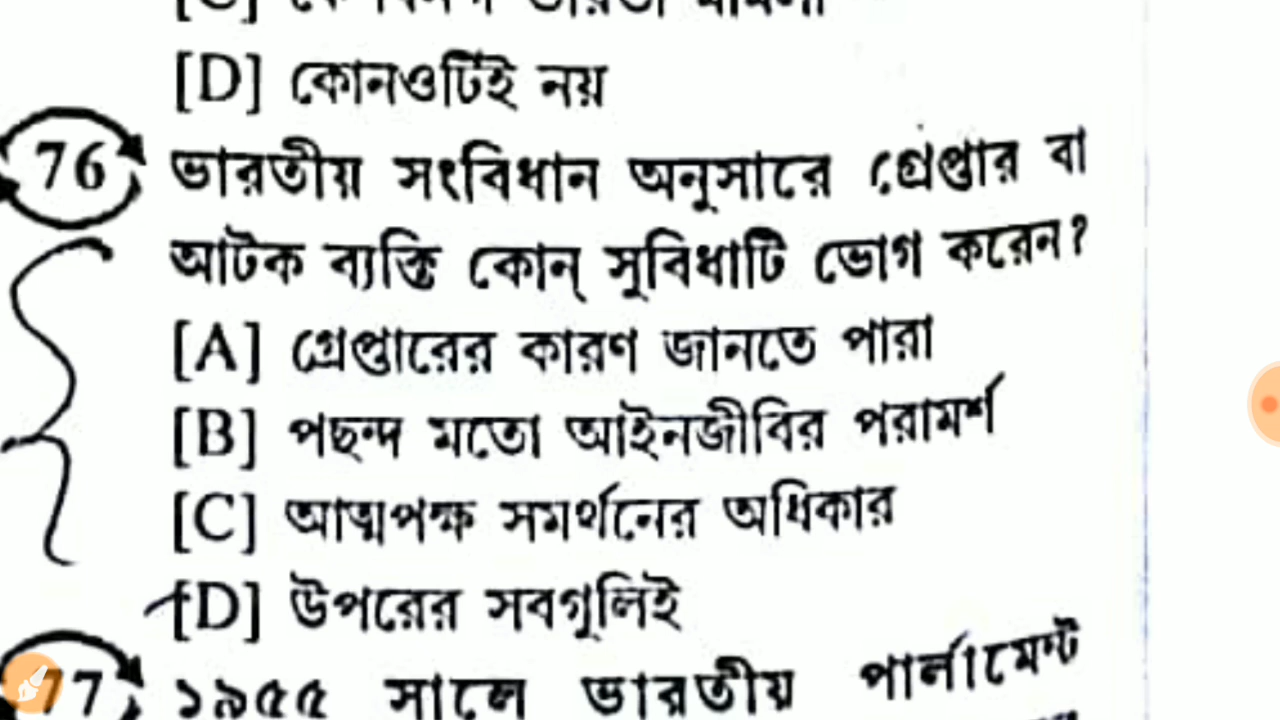 [D] কোনওটিই নয়
76 ভারতীয় সংবিধান অনুসারে গ্রেপ্তার বা
আটক ব্যক্তি কোন্ সুবিধাটি ভোগ করেন?
[A] গ্রেপ্তারের কারণ জানতে পারা
[B] পছন্দ মতো আইনজীবির পরামর্শ
[C] আত্মপক্ষ সমর্থনের অধিকার
[D] উপরের সবগুলিই
77 ১৯৫৫ সালে ভারতীয় পার্লামেন্ট